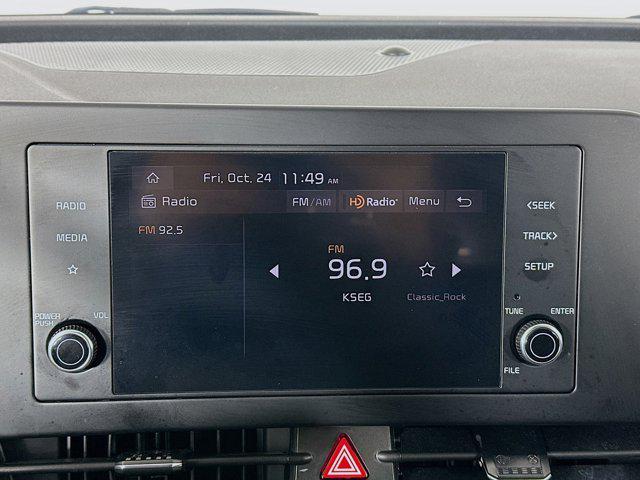 Fri, Oct, 24 11:49 AM
Radio FM/AM HD Radio Menu
FM 92.5
FM
96.9
KSEG Classic_Rock
RADIO
MEDIA
POWER PUSH VOL
<SEEK
TRACK>
SETUP
TUNE ENTER
FILE